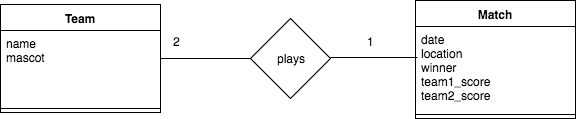 Team
name
mascot
2
plays
1
Match
date
location
winner
team1_score
team2_score